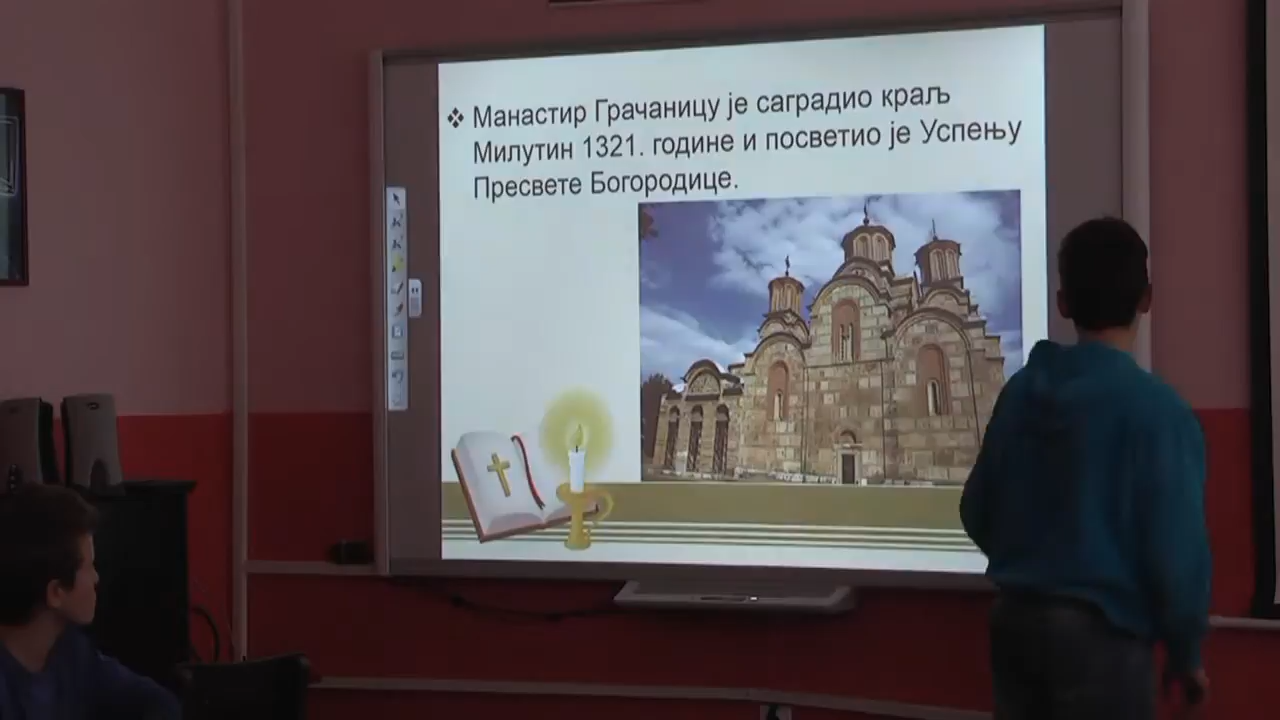 ❖ Манастир Грачаницу је саградио краљ
Милутин 1321. године и посветио је Успењу
Пресвете Богородице.